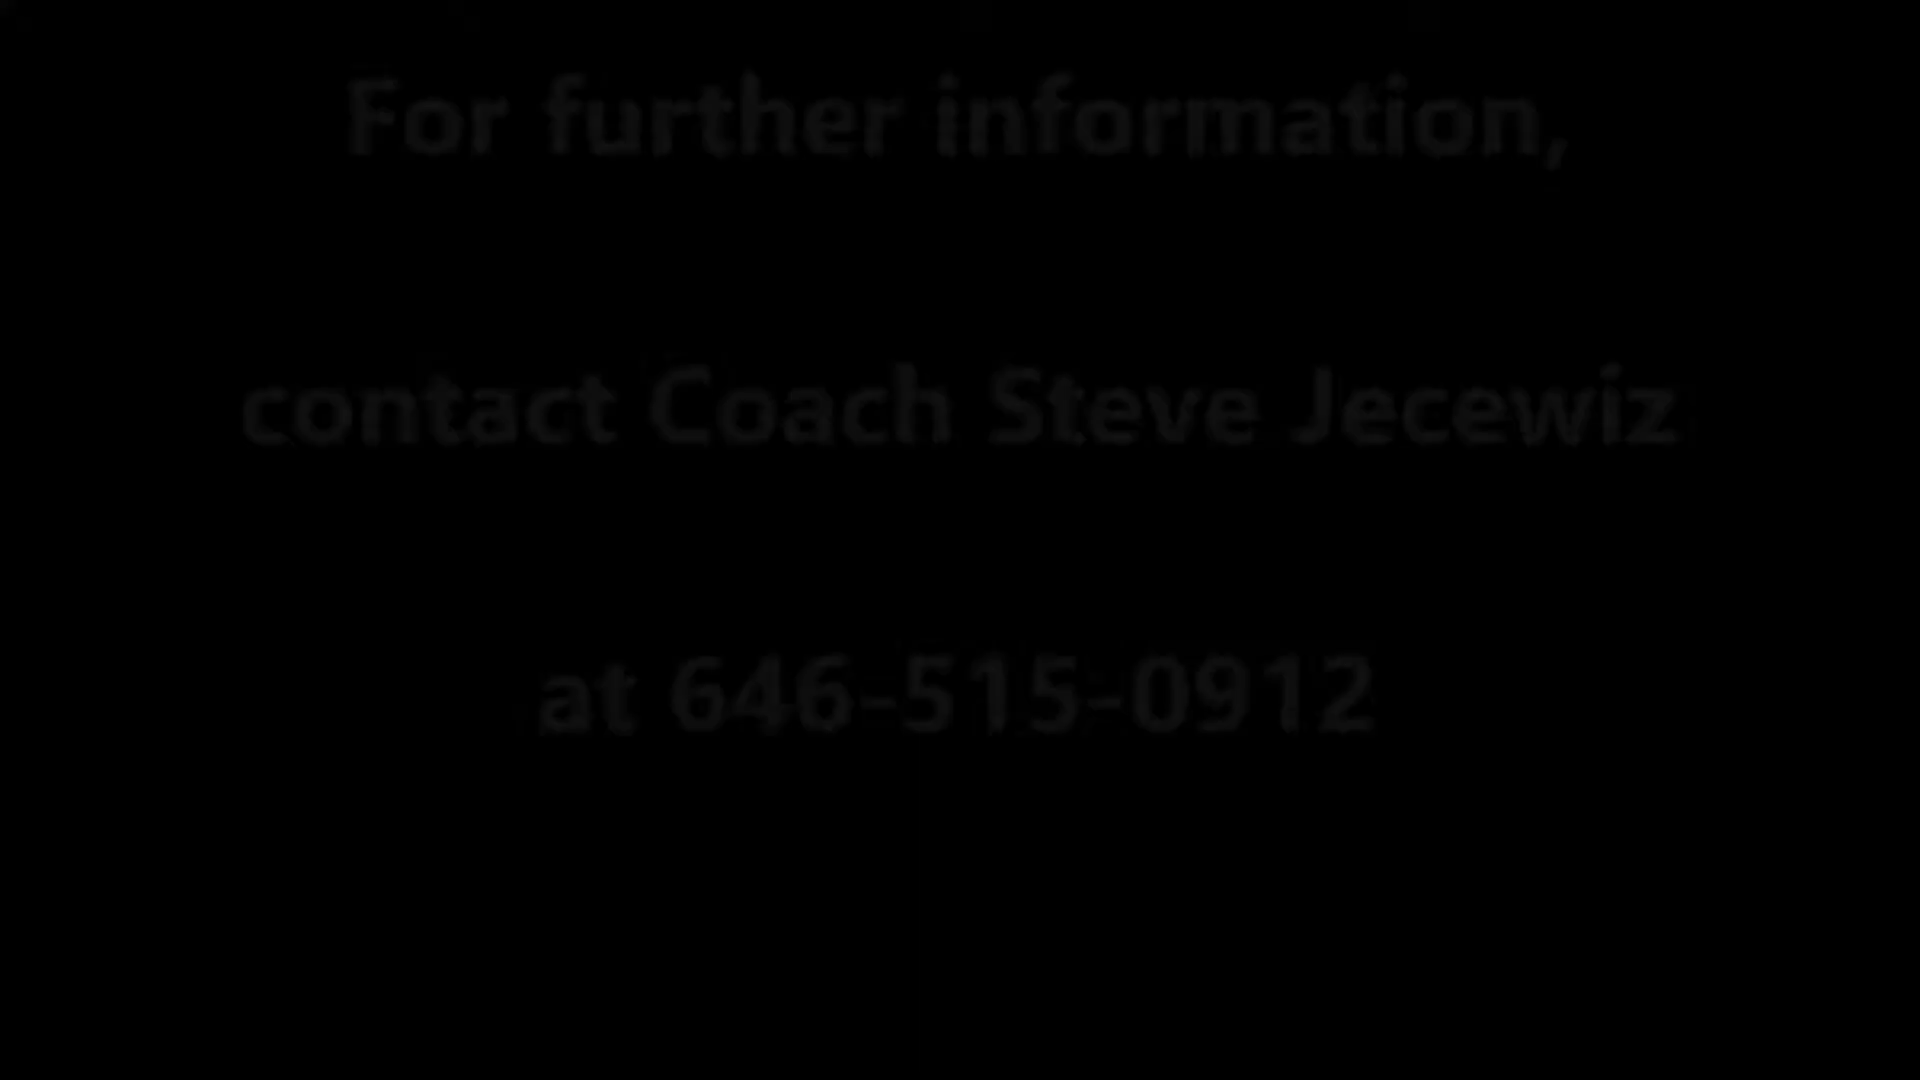 For further information,
contact Coach Steve Jecewiz
at 646-515-0912